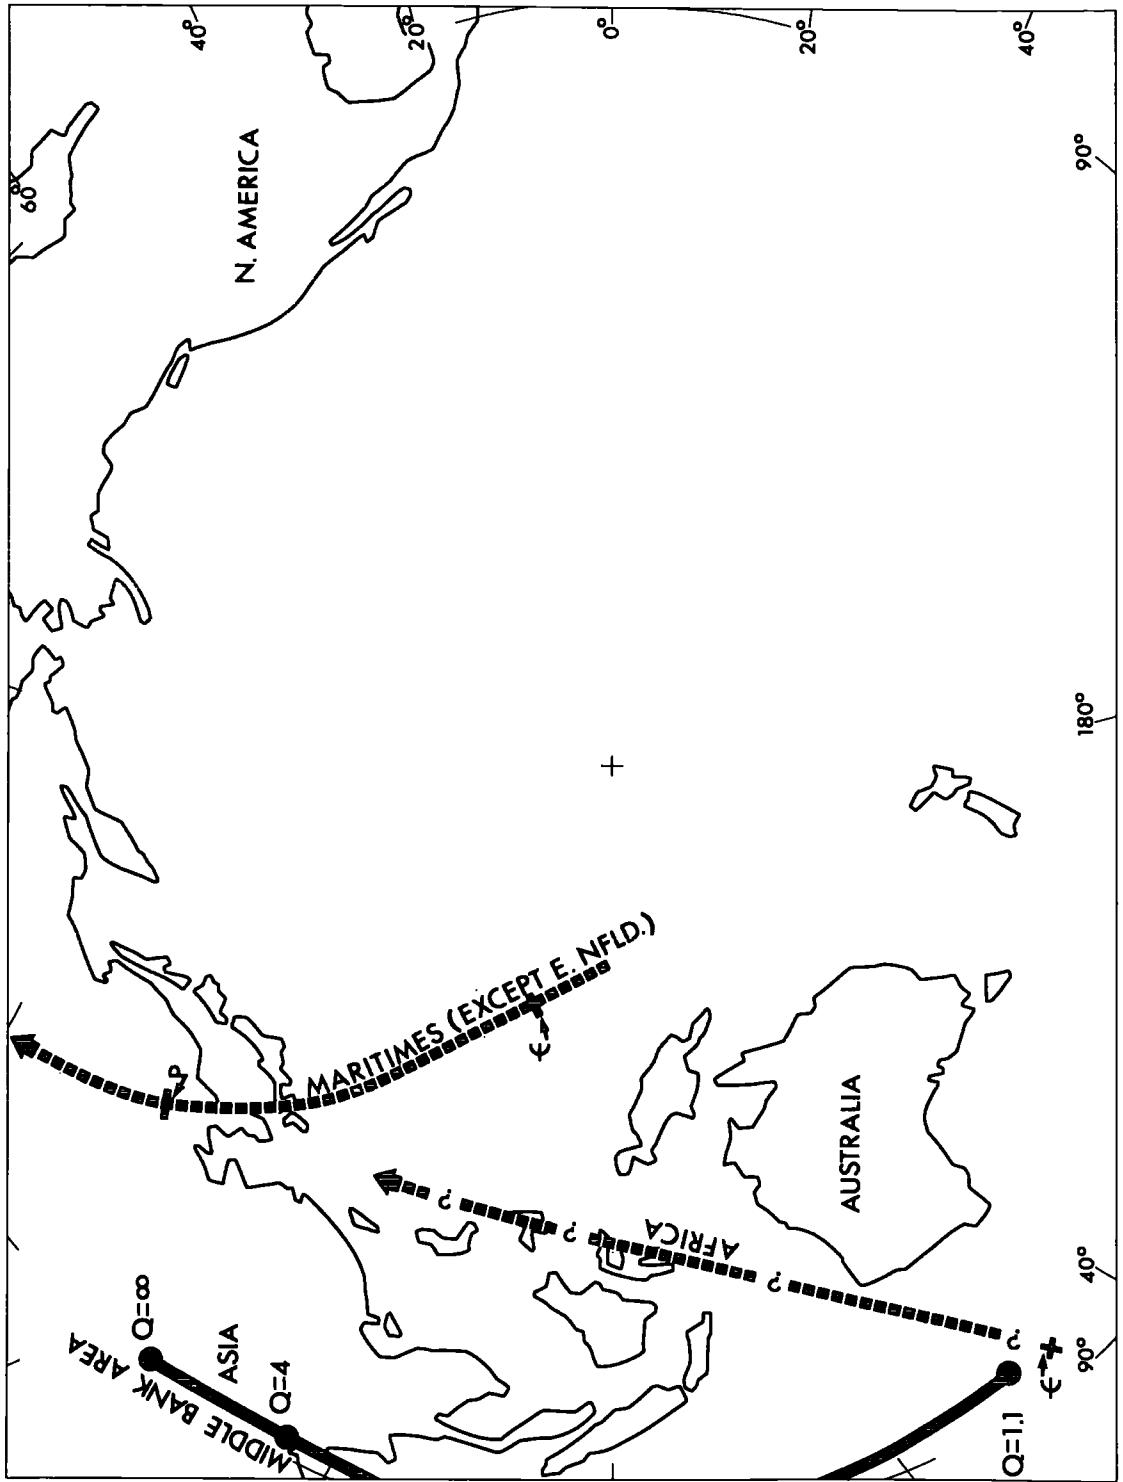 60°
40°
20°
0°
20°
40°
90°
180°
40°
90°
N. AMERICA
MARITIMES (EXCEPT E. NFLD.)
P
Є
AUSTRALIA
AFRICA
?
?
?
?
Є
ASIA
MIDDLE BANK AREA
Q=∞
Q=4
Q=1.1